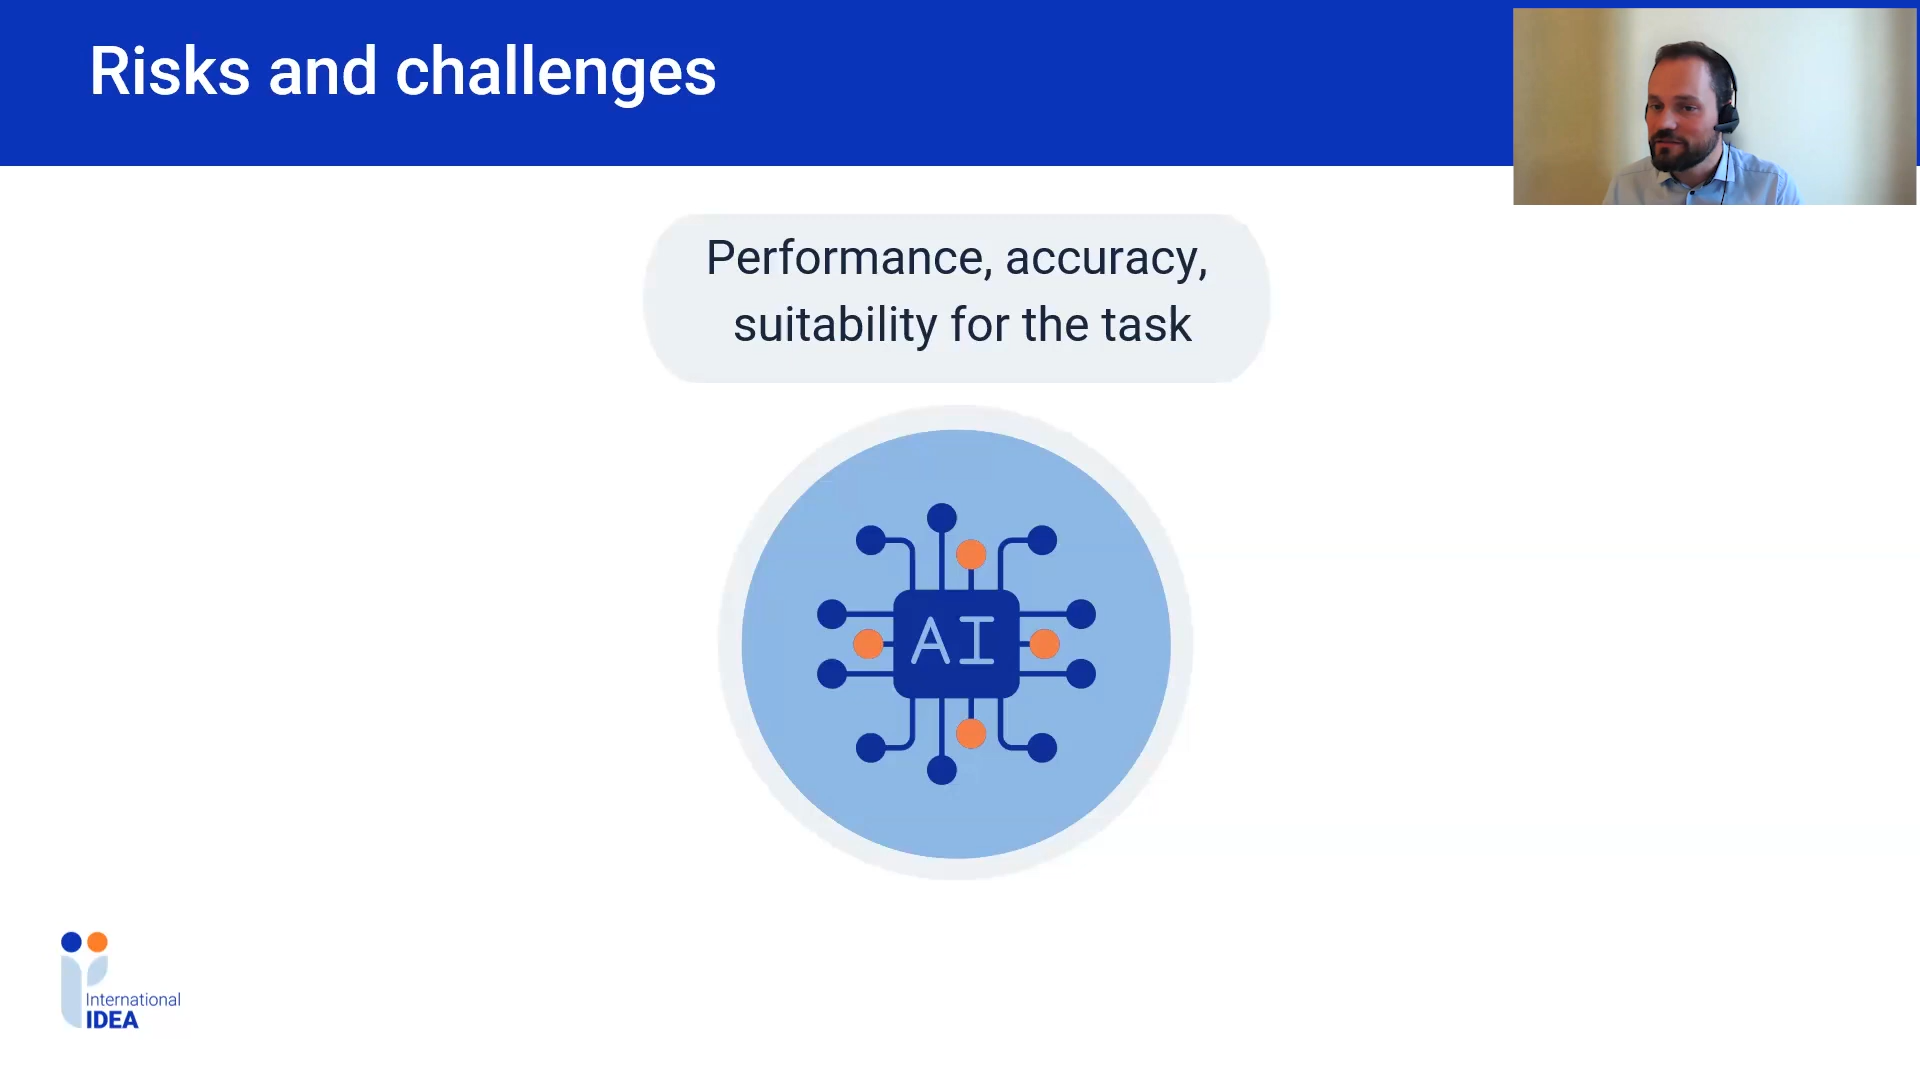 Risks and challenges
Performance, accuracy,
suitability for the task
AI
International
IDEA